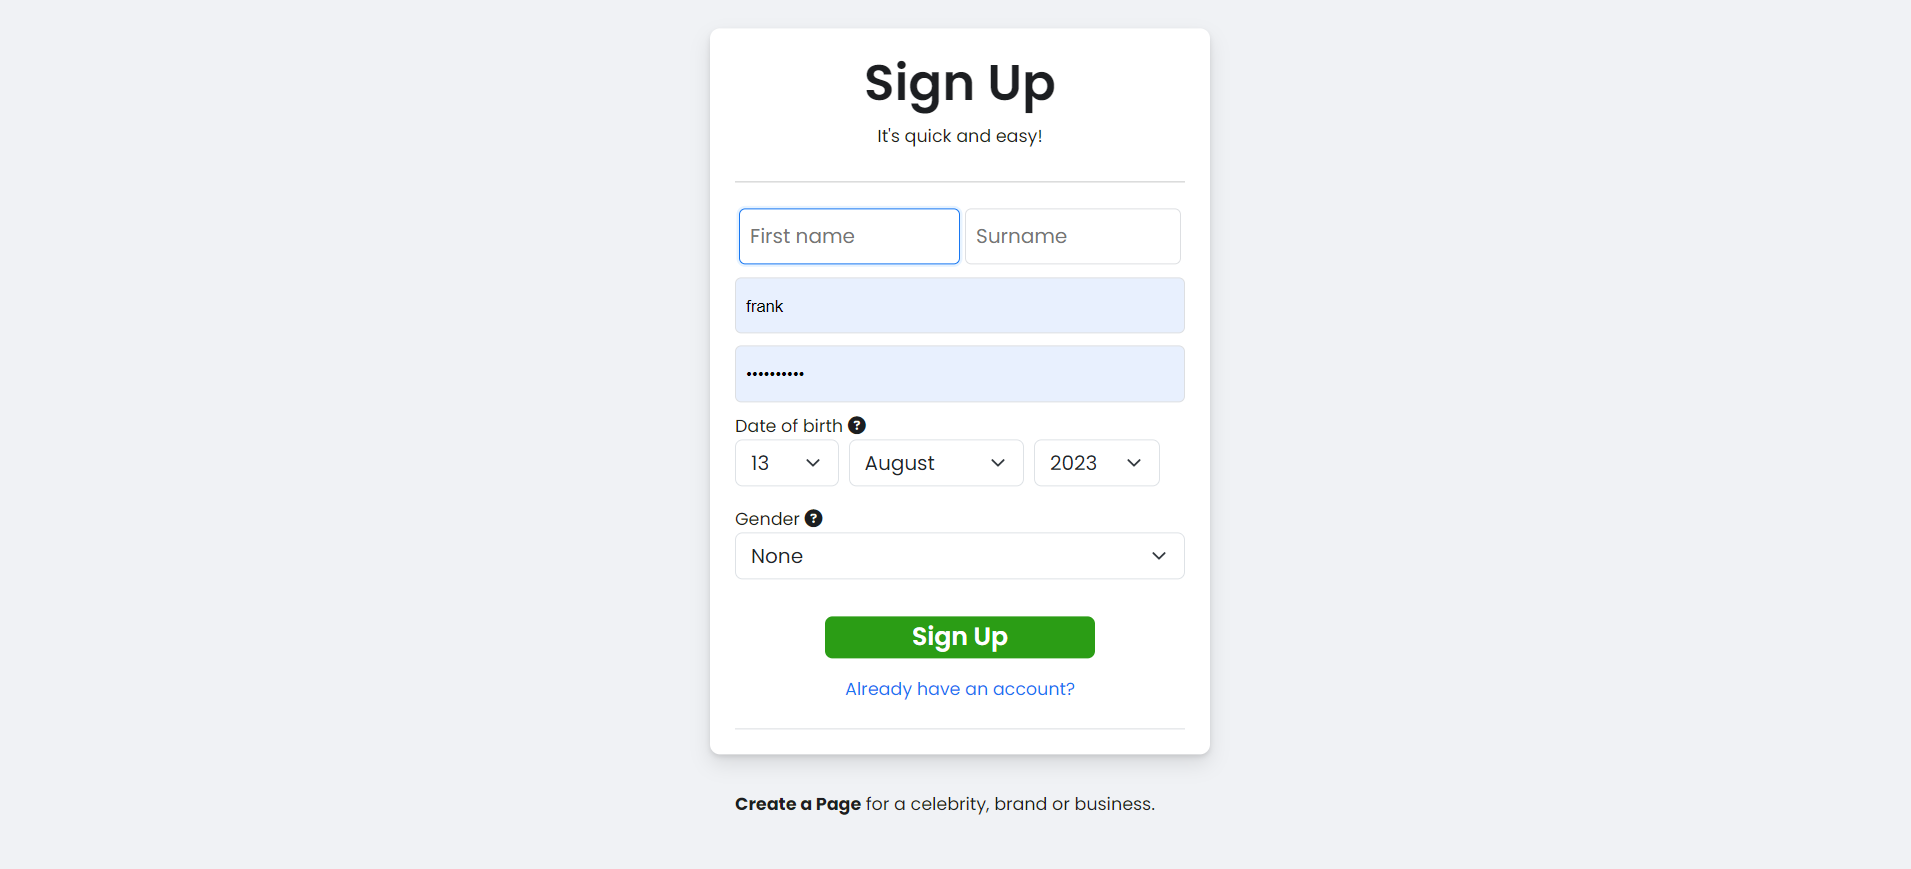 Sign Up
It's quick and easy!
First name Surname
frank
••••••••••
Date of birth ?
13 August 2023
Gender ?
None
Sign Up
Already have an account?
Create a Page for a celebrity, brand or business.